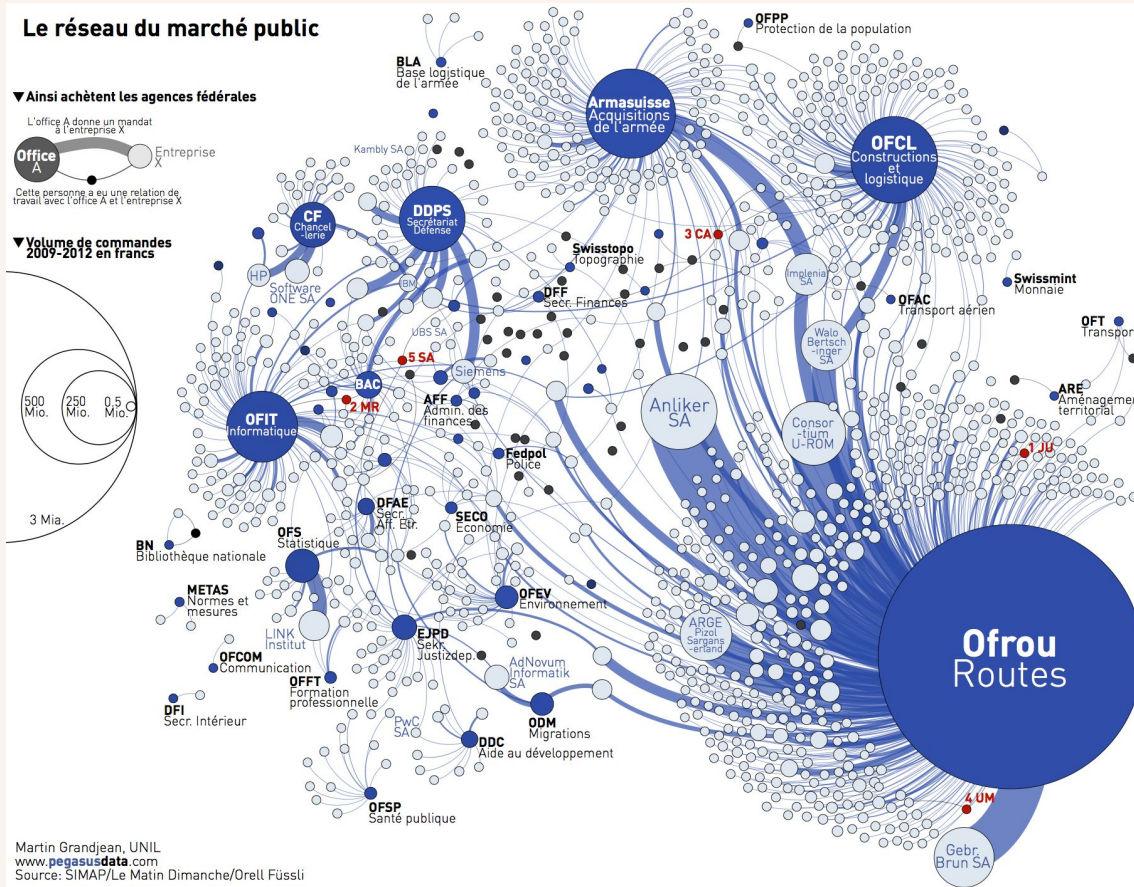 Le réseau du marché public
▼Ainsi achètent les agences fédérales
L'office A donne un mandat
à l'entreprise X
Office
A
Entreprise
X
Cette personne a eu une relation de
travail avec l'office A et l'entreprise X
▼Volume de commandes
2009-2012 en francs
500
Mio.
250
Mio.
0,5
Mio.
3 Mia.
BLA
Base logistique
de l'armée
OFPP
Protection de la population
Armasuisse
Acquisitions
de l'armée
OFCL
Constructions
et
logistique
Kambly SA
CF
Chancel
-lerie
DDPS
Secrétariat
Défense
3 CA
HP
Software
ONE SA
IBM
Swisstopo
Topographie
DFF
Secr. Finances
Implenia
SA
Swissmint
Monnaie
OFAC
Transport aérien
OFT
Transport
UBS SA
Walo
Bertsch
-inger
SA
5 SA
Siemens
BAC
2 MR
AFF
Admin. des
finances
ARE
Aménagement
territorial
OFIT
Informatique
Anliker
SA
Consor
-tium
U-ROM
1 JU
Fedpol
Police
DFAE
Secr.
Aff. Etr.
SECO
Economie
BN
Bibliothèque nationale
OFS
Statistique
METAS
Normes et
mesures
OFEV
Environnement
LINK
Institut
EJPD
Sekr.
Justizdep.
ARGE
Pizol
Sargans
-erland
Ofrou
Routes
OFCOM
Communication
OFFT
Formation
professionnelle
AdNovum
Informatik
SA
DFI
Secr. Intérieur
PwC
SA
ODM
Migrations
DDC
Aide au développement
OFSP
Santé publique
4 UM
Gebr.
Brun SA
Martin Grandjean, UNIL
www.pegasusdata.com
Source: SIMAP/Le Matin Dimanche/Orell Füssli